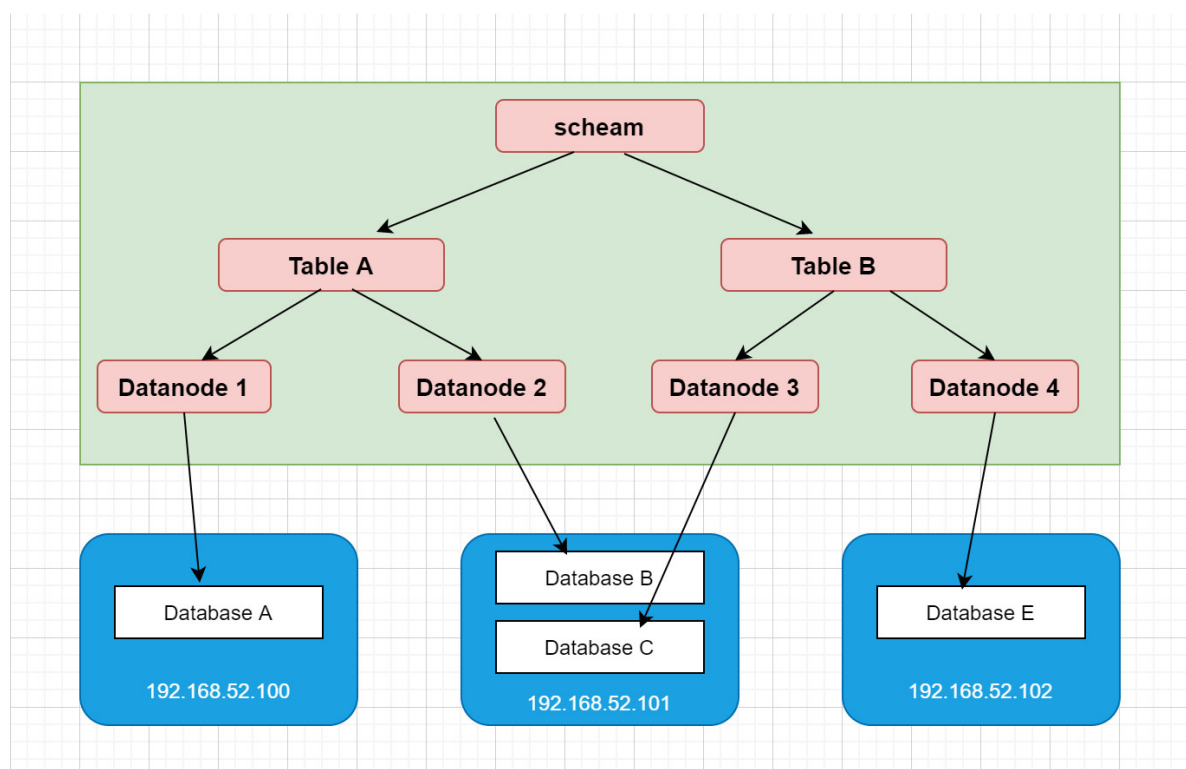 scheam
Table A
Table B
Datanode 1
Datanode 2
Datanode 3
Datanode 4
Database A
192.168.52.100
Database B
Database C
192.168.52.101
Database E
192.168.52.102